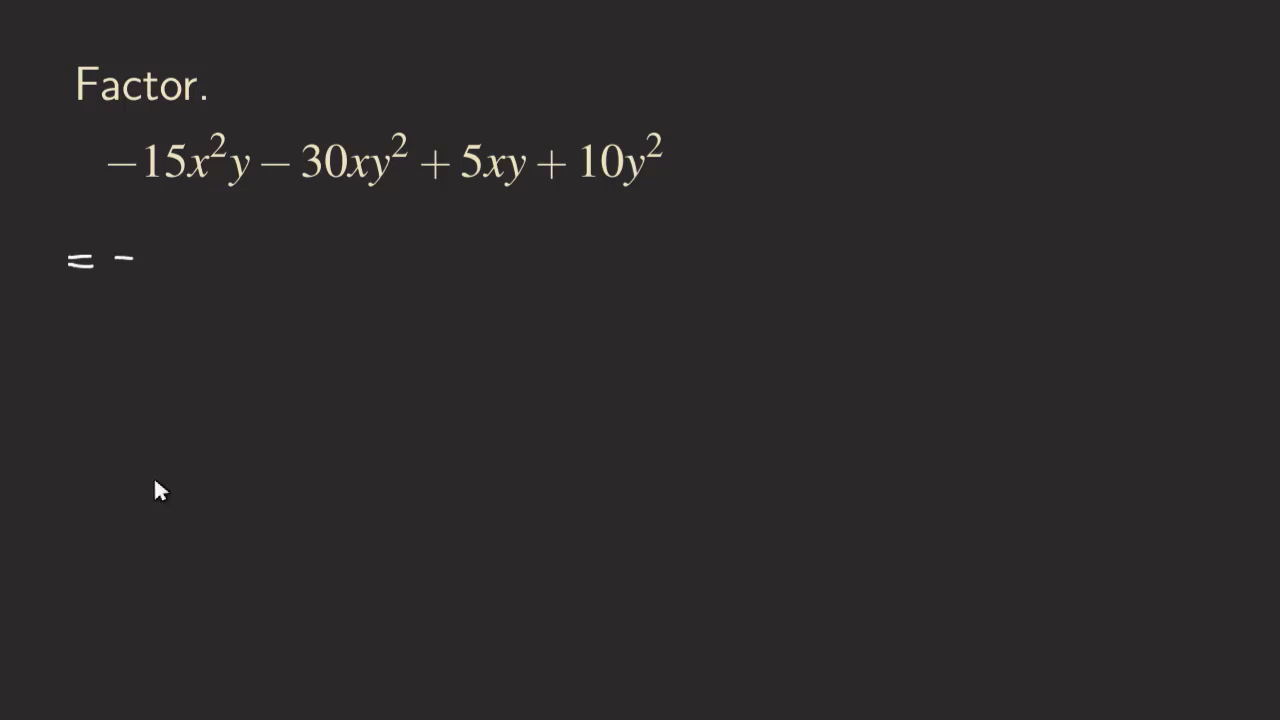 Factor.
−15x²y − 30xy² + 5xy + 10y²
= −